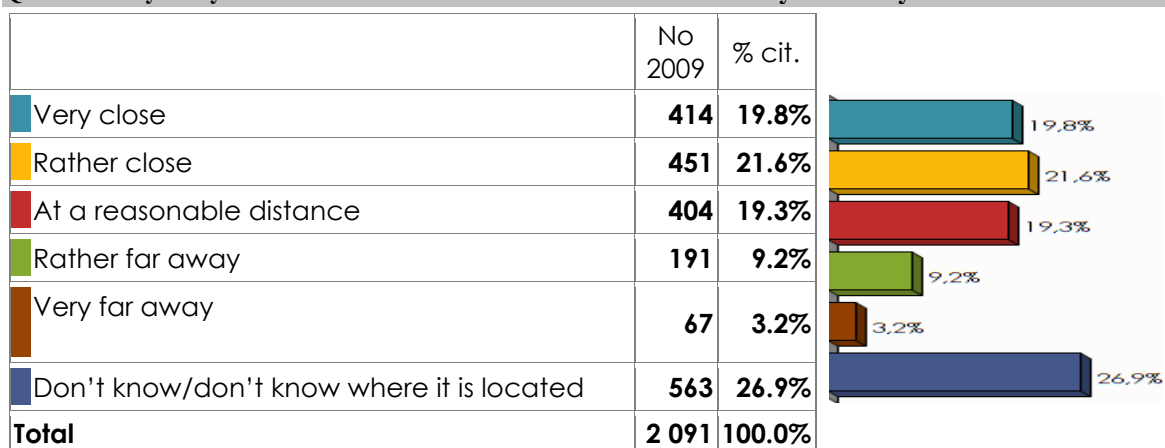 No
2009 % cit.
Very close 414 19.8%
Rather close 451 21.6%
At a reasonable distance 404 19.3%
Rather far away 191 9.2%
Very far away 67 3.2%
Don’t know/don’t know where it is located 563 26.9%
Total 2 091 100.0%
19,8%
21,6%
19,3%
9,2%
3,2%
26,9%